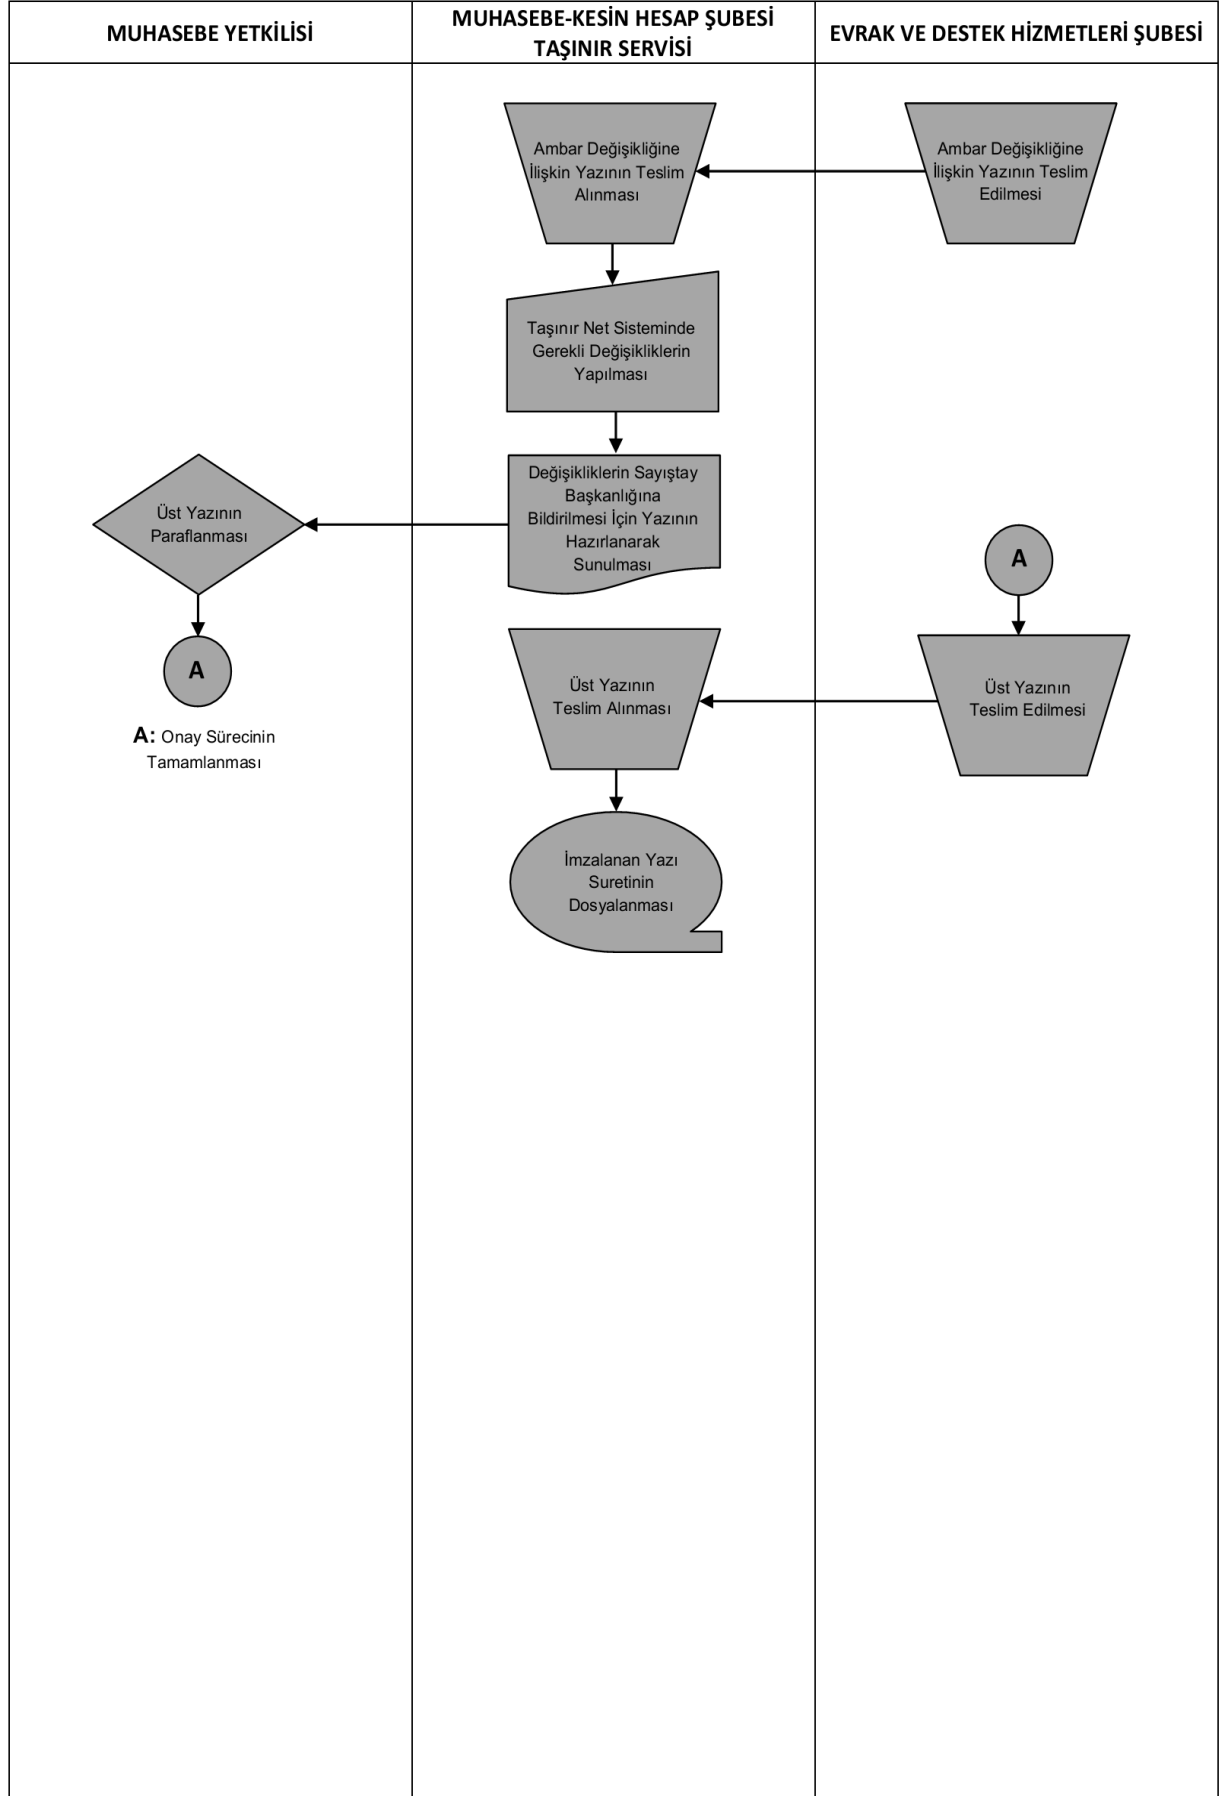 MUHASEBE YETKİLİSİ
MUHASEBE-KESİN HESAP ŞUBESİ
TAŞINIR SERVİSİ
EVRAK VE DESTEK HİZMETLERİ ŞUBESİ
Ambar Değişikliğine
İlişkin Yazının Teslim
Alınması
Ambar Değişikliğine
İlişkin Yazının Teslim
Edilmesi
Taşınır Net Sisteminde
Gerekli Değişikliklerin
Yapılması
Değişikliklerin Sayıştay
Başkanlığına
Bildirilmesi İçin Yazının
Hazırlanarak
Sunulması
Üst Yazının
Paraflanması
A
A: Onay Sürecinin
Tamamlanması
A
Üst Yazının
Teslim Edilmesi
Üst Yazının
Teslim Alınması
İmzalanan Yazı
Suretinin
Dosyalanması